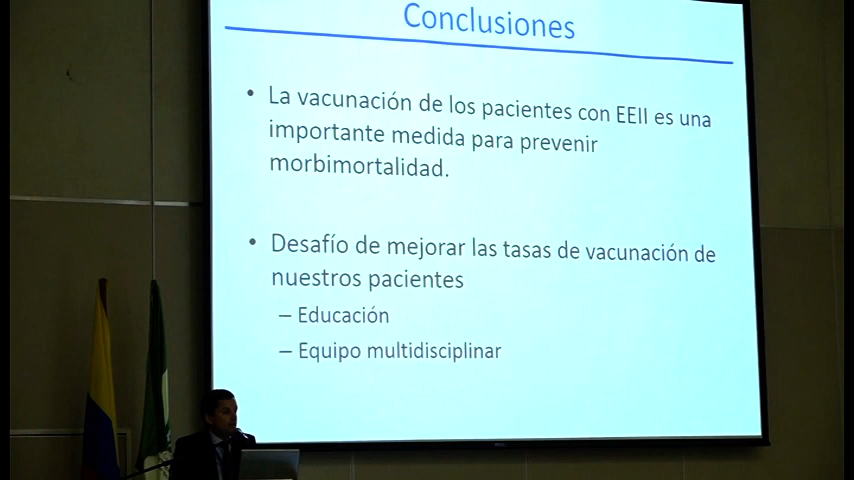 Conclusiones
• La vacunación de los pacientes con EEII es una
importante medida para prevenir
morbimortalidad.
• Desafío de mejorar las tasas de vacunación de
nuestros pacientes
– Educación
– Equipo multidisciplinar